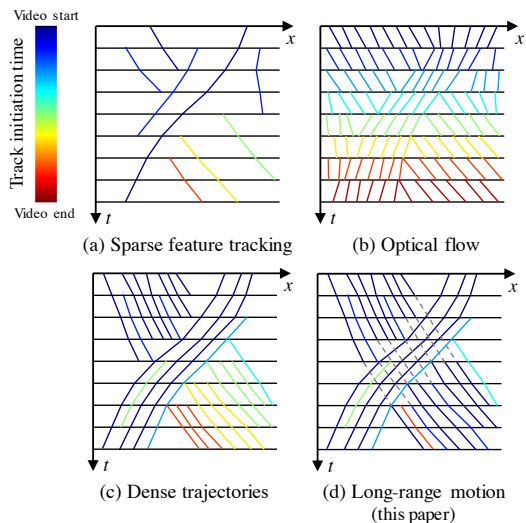 Video start
Track initiation time
Video end
x
t
(a) Sparse feature tracking
x
t
(b) Optical flow
x
t
(c) Dense trajectories
x
t
(d) Long-range motion
(this paper)